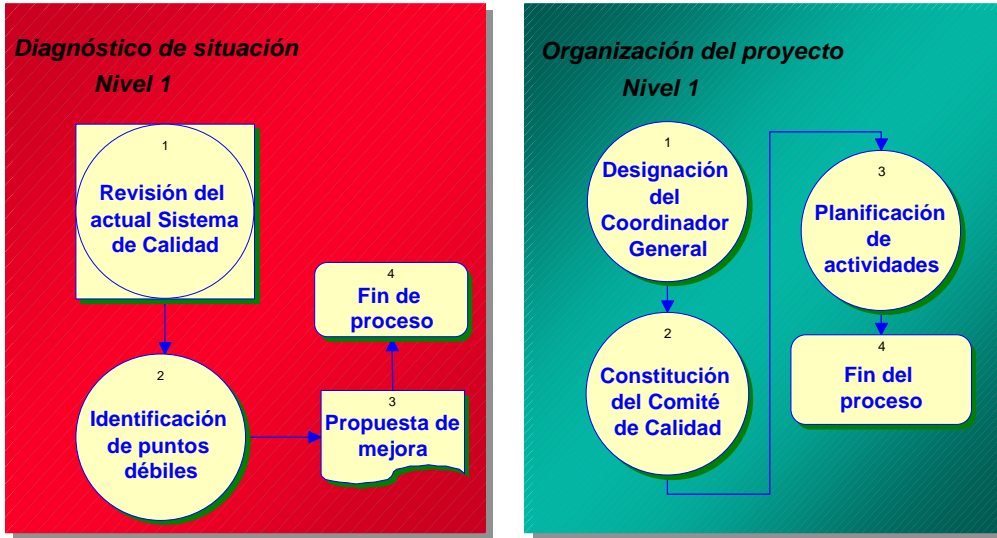 Diagnóstico de situación
Nivel 1
1
Revisión del
actual Sistema
de Calidad
2
Identificación
de puntos
débiles
3
Propuesta de
mejora
4
Fin de
proceso
Organización del proyecto
Nivel 1
1
Designación
del
Coordinador
General
2
Constitución
del Comité
de Calidad
3
Planificación
de
actividades
4
Fin del
proceso